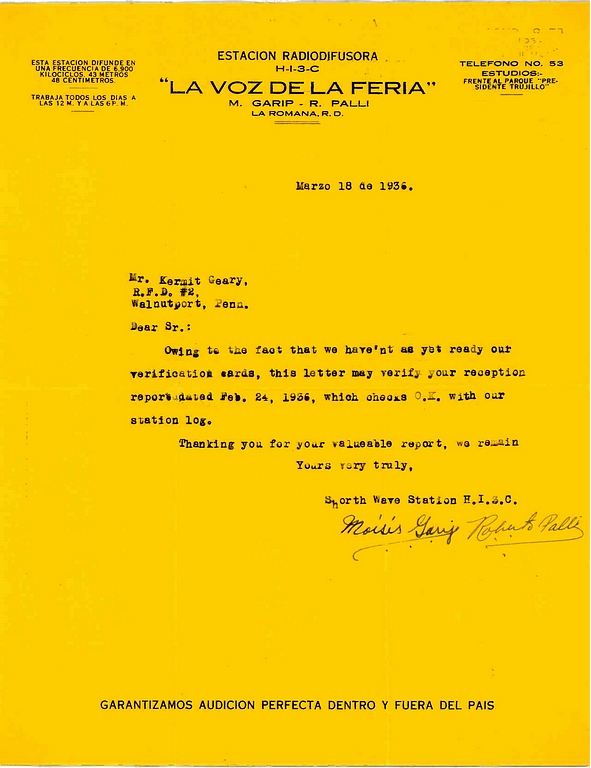 ESTACION RADIODIFUSORA
H-I-3-C
"LA VOZ DE LA FERIA"
M. GARIP - R. PALLI
LA ROMANA, R. D.
ESTA ESTACION DIFUNDE EN
UNA FRECUENCIA DE 6.900
KILOCICLOS. 43 METROS
48 CENTIMETROS.
TRABAJA TODOS LOS DIAS A
LAS 12 M. Y A LAS 6 P. M.
TELEFONO NO. 53
ESTUDIOS:-
FRENTE AL PARQUE "PRE-
SIDENTE TRUJILLO"
Marzo 18 de 1936.
Mr. Kermit Geary,
R.F.D. #2,
Walnutport, Penn.
Dear Sr.:
Owing to the fact that we have'nt as yet ready our
verification cards, this letter may verify your reception
report dated Feb. 24, 1936, which checks O.K. with our
station log.
Thanking you for your valueable report, we remain
Yours very truly,
Shorth Wave Station H.I.3.C.
Moisés Garip Roberto Palli
GARANTIZAMOS AUDICION PERFECTA DENTRO Y FUERA DEL PAIS